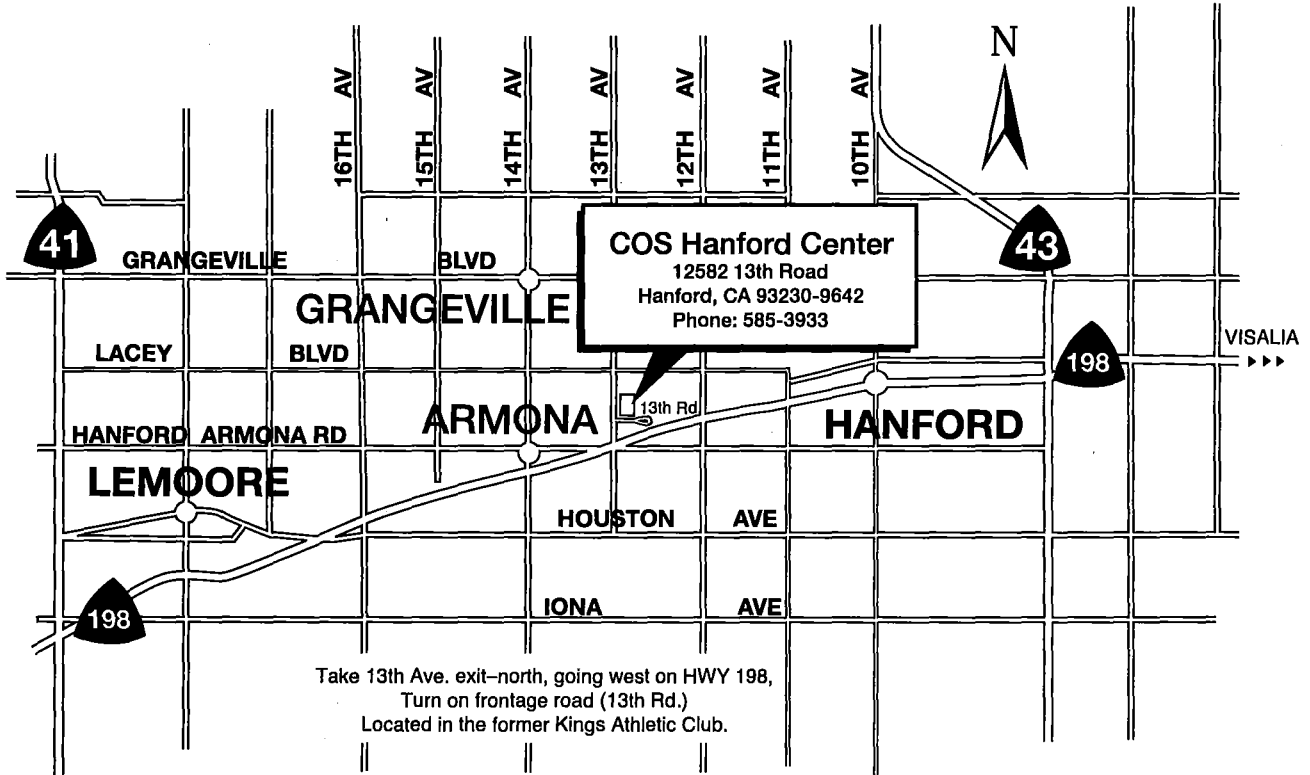 N
16TH AV
15TH AV
14TH AV
13TH AV
12TH AV
11TH AV
10TH AV
41
43
COS Hanford Center
12582 13th Road
Hanford, CA 93230-9642
Phone: 585-3933
GRANGEVILLE BLVD
GRANGEVILLE
VISALIA
198
LACEY BLVD
13th Rd
ARMONA
HANFORD
HANFORD ARMONA RD
LEMOORE
HOUSTON AVE
198
IONA AVE
Take 13th Ave. exit–north, going west on HWY 198,
Turn on frontage road (13th Rd.)
Located in the former Kings Athletic Club.